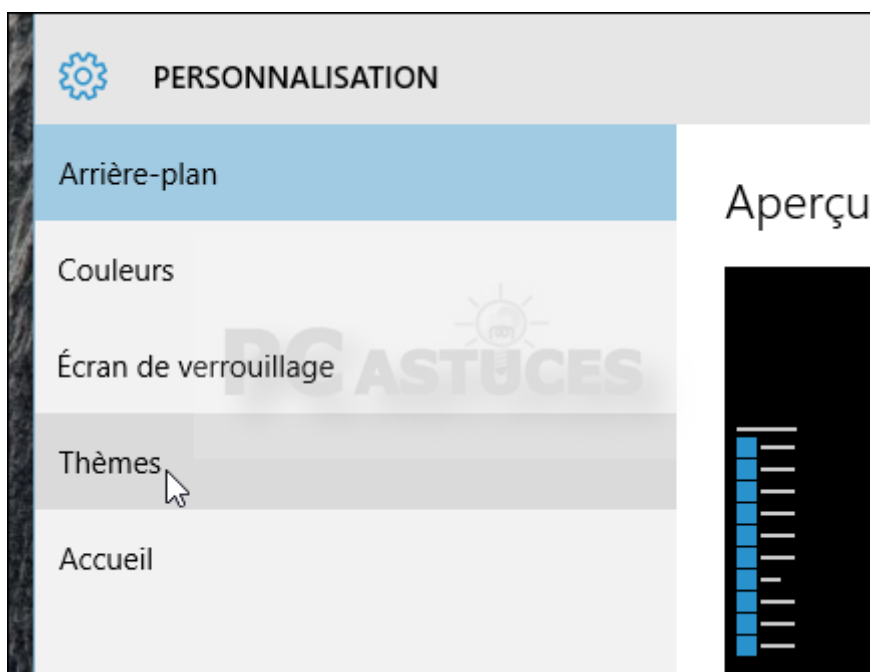 PERSONNALISATION
Arrière-plan
Aperçu
Couleurs
PC ASTUCES
Écran de verrouillage
Thèmes
Accueil